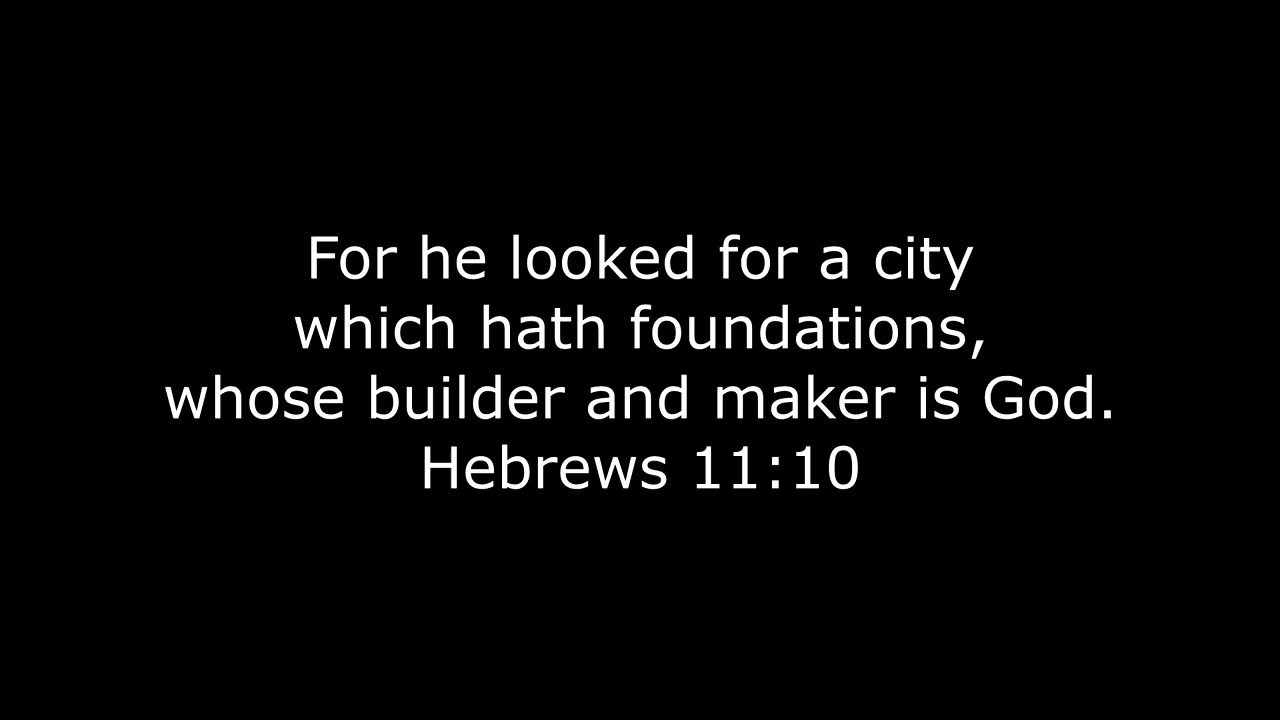 For he looked for a city
which hath foundations,
whose builder and maker is God.
Hebrews 11:10